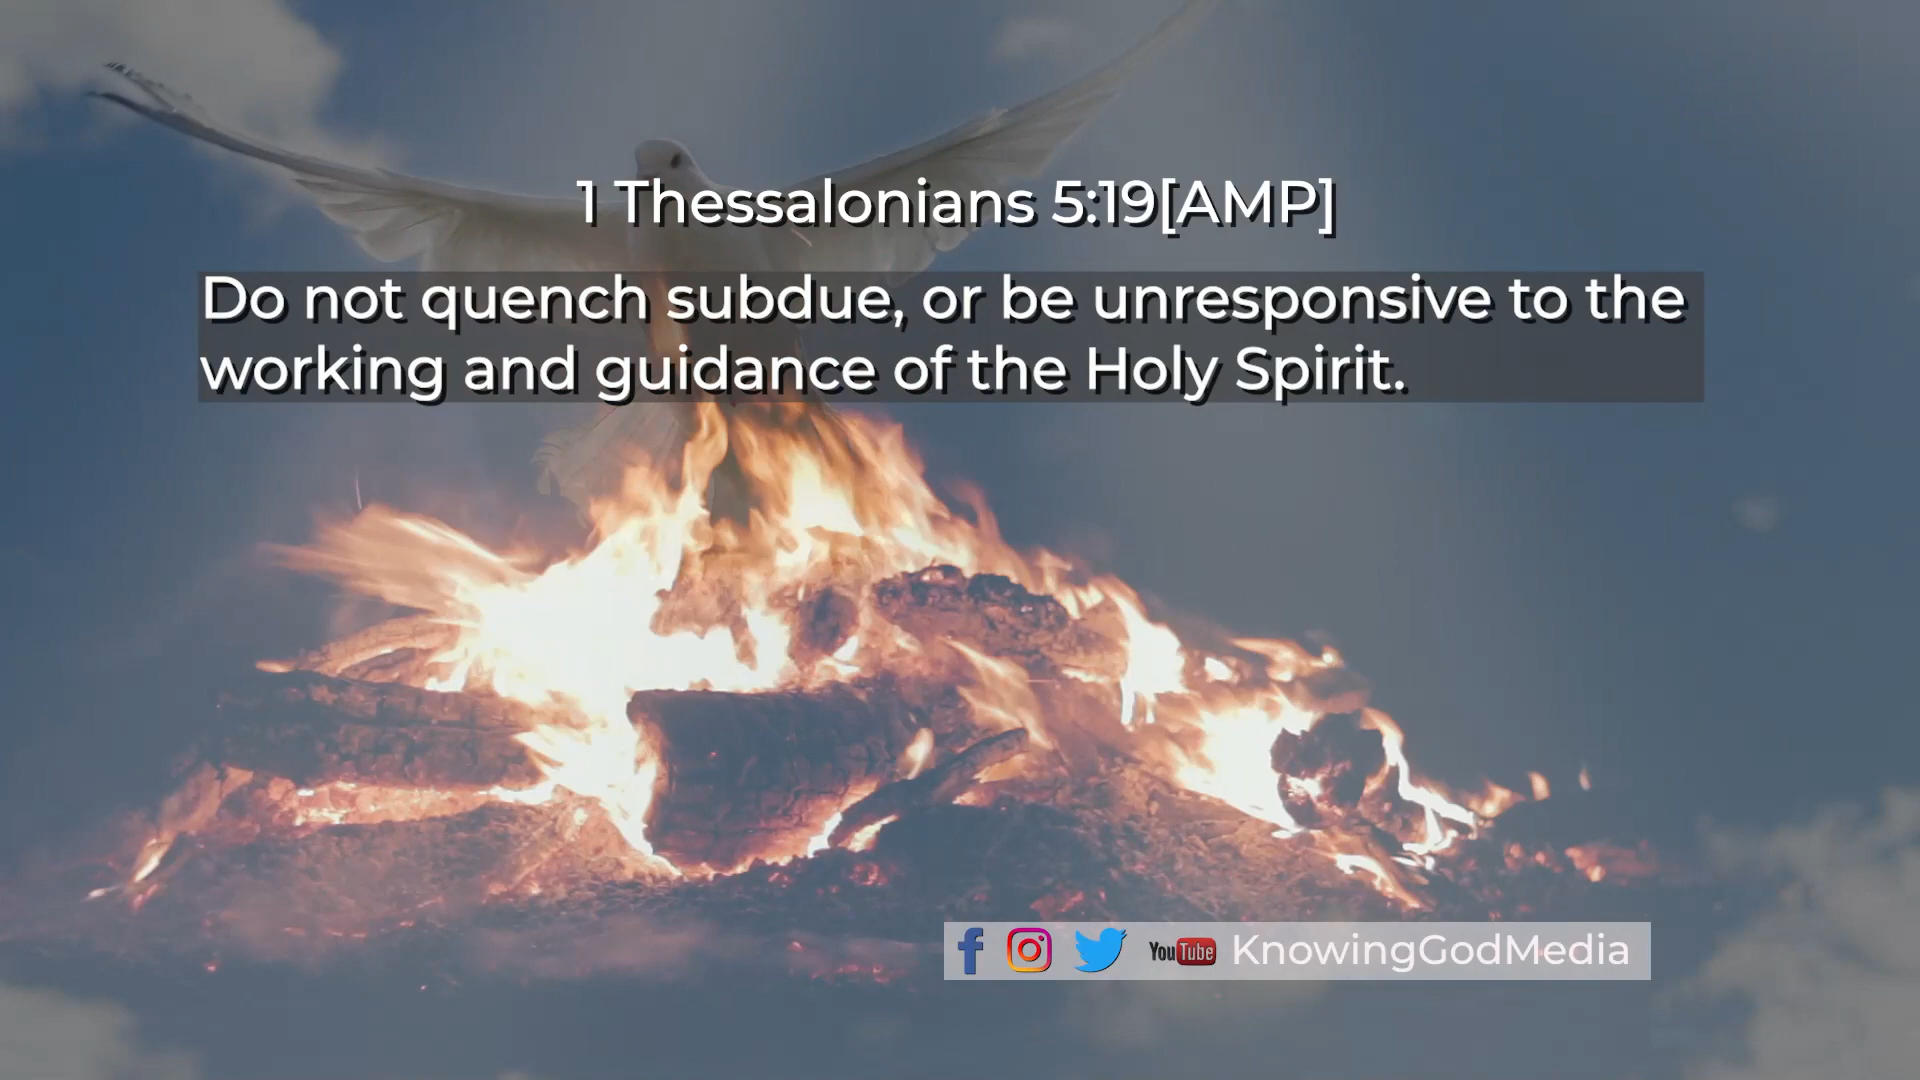 1 Thessalonians 5:19[AMP]
Do not quench subdue, or be unresponsive to the
working and guidance of the Holy Spirit.
f You Tube KnowingGodMedia